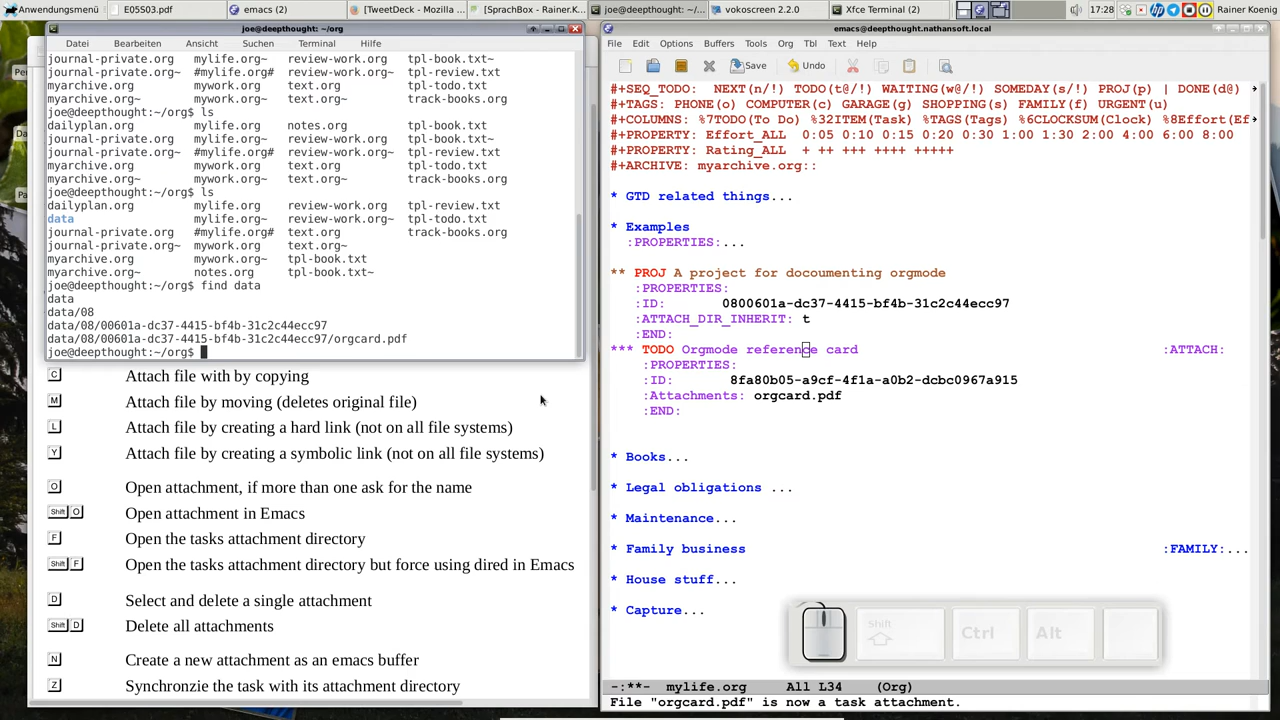 Anwendungsmenü
E05S03.pdf
emacs (2)
[TweetDeck - Mozilla ...
[SprachBox - Rainer.K...
joe@deepthought: ~/...
vokoscreen 2.2.0
Xfce Terminal (2)
17:28
Rainer Koenig
joe@deepthought: ~/org
Datei Bearbeiten Ansicht Suchen Terminal Hilfe
journal-private.org mylife.org~ review-work.org tpl-book.txt~
journal-private.org~ #mylife.org# review-work.org~ tpl-review.txt
myarchive.org mywork.org text.org tpl-todo.txt
myarchive.org~ mywork.org~ text.org~ track-books.org
joe@deepthought:~/org$ ls
dailyplan.org mylife.org notes.org tpl-book.txt
journal-private.org mylife.org~ review-work.org tpl-book.txt~
journal-private.org~ #mylife.org# review-work.org~ tpl-review.txt
myarchive.org mywork.org text.org tpl-todo.txt
myarchive.org~ mywork.org~ text.org~ track-books.org
joe@deepthought:~/org$ ls
dailyplan.org mylife.org review-work.org tpl-review.txt
data mylife.org~ review-work.org~ tpl-todo.txt
journal-private.org #mylife.org# text.org track-books.org
journal-private.org~ mywork.org text.org~
myarchive.org mywork.org~ tpl-book.txt
myarchive.org~ notes.org tpl-book.txt~
joe@deepthought:~/org$ find data
data
data/08
data/08/00601a-dc37-4415-bf4b-31c2c44ecc97
data/08/00601a-dc37-4415-bf4b-31c2c44ecc97/orgcard.pdf
joe@deepthought:~/org$
C Attach file with by copying
M Attach file by moving (deletes original file)
L Attach file by creating a hard link (not on all file systems)
Y Attach file by creating a symbolic link (not on all file systems)
O Open attachment, if more than one ask for the name
Shift O Open attachment in Emacs
F Open the tasks attachment directory
Shift F Open the tasks attachment directory but force using dired in Emacs
D Select and delete a single attachment
Shift D Delete all attachments
N Create a new attachment as an emacs buffer
Z Synchronzie the task with its attachment directory
emacs@deepthought.nathansoft.local
File Edit Options Buffers Tools Org Tbl Text Help
Save Undo
#+SEQ_TODO: NEXT(n/!) TODO(t@/!) WAITING(w@/!) SOMEDAY(s/!) PROJ(p) | DONE(d@)
#+TAGS: PHONE(o) COMPUTER(c) GARAGE(g) SHOPPING(s) FAMILY(f) URGENT(u)
#+COLUMNS: %7TODO(To Do) %32ITEM(Task) %TAGS(Tags) %6CLOCKSUM(Clock) %8Effort(Ef
#+PROPERTY: Effort_ALL 0:05 0:10 0:15 0:20 0:30 1:00 1:30 2:00 4:00 6:00 8:00
#+PROPERTY: Rating_ALL + ++ +++ ++++ +++++
#+ARCHIVE: myarchive.org::
* GTD related things...
* Examples
:PROPERTIES:...
** PROJ A project for docoumenting orgmode
:PROPERTIES:
:ID: 0800601a-dc37-4415-bf4b-31c2c44ecc97
:ATTACH_DIR_INHERIT: t
:END:
*** TODO Orgmode reference card :ATTACH:
:PROPERTIES:
:ID: 8fa80b05-a9cf-4f1a-a0b2-dcbc0967a915
:Attachments: orgcard.pdf
:END:
* Books...
* Legal obligations ...
* Maintenance...
* Family business :FAMILY:...
* House stuff...
* Capture...
Shift Ctrl Alt
-:**- mylife.org All L34 (Org)
File "orgcard.pdf" is now a task attachment.